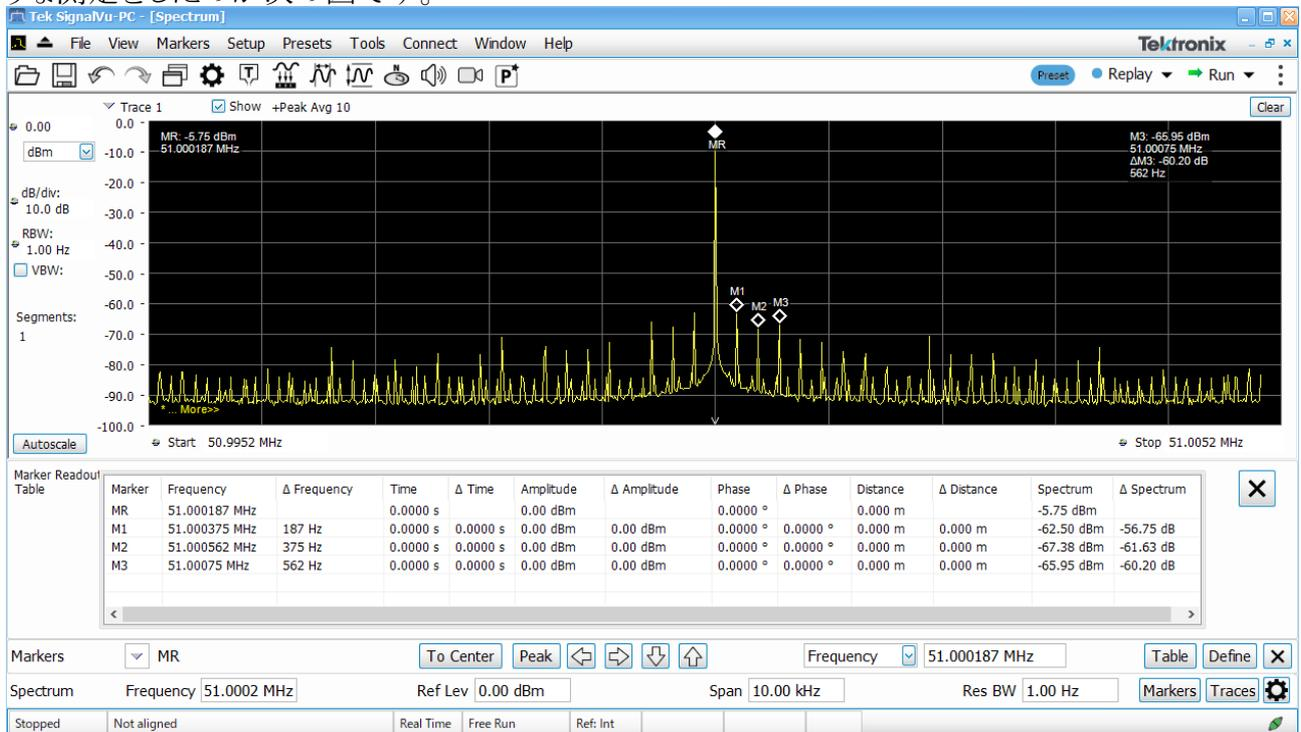 うな測定をしたのが次の図です。
Tek SignalVu-PC - [Spectrum]
File View Markers Setup Presets Tools Connect Window Help
Tektronix
T
P
Preset Replay Run
Trace 1 Show +Peak Avg 10 Clear
0.00
dBm
dB/div:
10.0 dB
RBW:
1.00 Hz
VBW:
Segments:
1
Autoscale
0.0
-10.0
-20.0
-30.0
-40.0
-50.0
-60.0
-70.0
-80.0
-90.0
-100.0
MR: -5.75 dBm
51.000187 MHz
MR
M1
M2
M3
M3: -65.95 dBm
51.00075 MHz
ΔM3: -60.20 dB
562 Hz
* ... More>>
Start 50.9952 MHz
Stop 51.0052 MHz
Marker Readout
Table
Marker Frequency Δ Frequency Time Δ Time Amplitude Δ Amplitude Phase Δ Phase Distance Δ Distance Spectrum Δ Spectrum
MR 51.000187 MHz 0.0000 s 0.00 dBm 0.0000 ° 0.000 m -5.75 dBm
M1 51.000375 MHz 187 Hz 0.0000 s 0.0000 s 0.00 dBm 0.00 dBm 0.0000 ° 0.0000 ° 0.000 m 0.000 m -62.50 dBm -56.75 dB
M2 51.000562 MHz 375 Hz 0.0000 s 0.0000 s 0.00 dBm 0.00 dBm 0.0000 ° 0.0000 ° 0.000 m 0.000 m -67.38 dBm -61.63 dB
M3 51.00075 MHz 562 Hz 0.0000 s 0.0000 s 0.00 dBm 0.00 dBm 0.0000 ° 0.0000 ° 0.000 m 0.000 m -65.95 dBm -60.20 dB
Markers MR To Center Peak Frequency 51.000187 MHz Table Define
Spectrum Frequency 51.0002 MHz Ref Lev 0.00 dBm Span 10.00 kHz Res BW 1.00 Hz Markers Traces
Stopped Not aligned Real Time Free Run Ref: Int